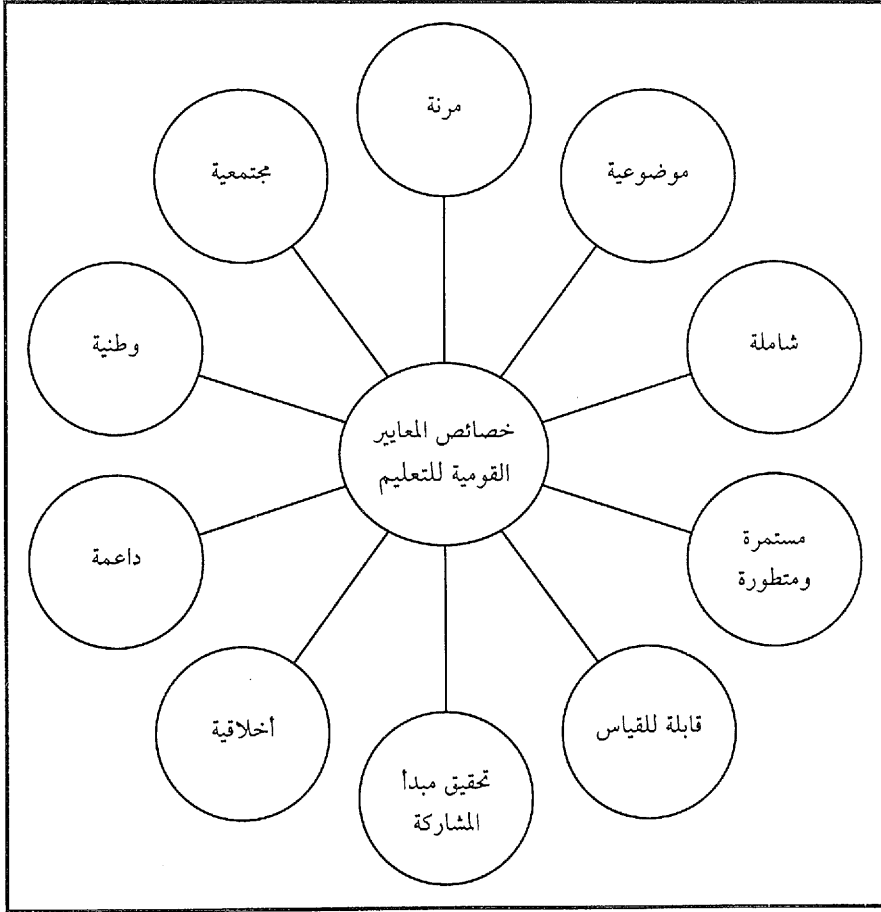 مرنة
موضوعية
مجتمعية
شاملة
وطنية
خصائص المعايير
القومية للتعليم
مستمرة
ومتطورة
داعمة
قابلة للقياس
أخلاقية
تحقيق مبدأ
المشاركة